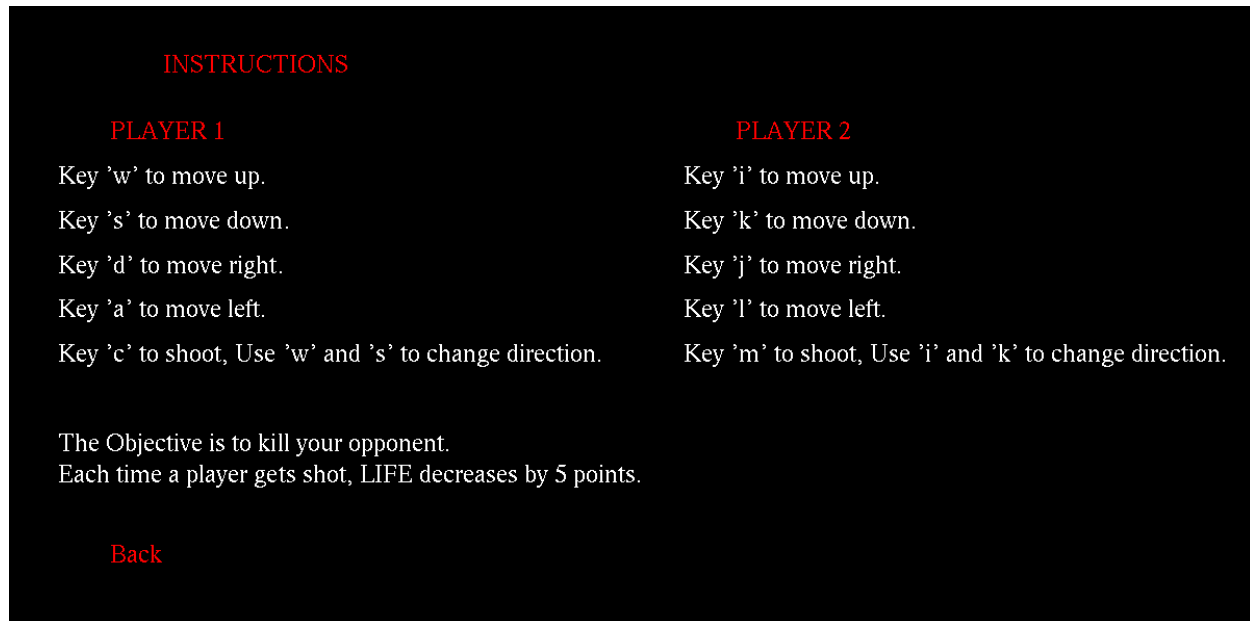 INSTRUCTIONS
PLAYER 1
Key ’w’ to move up.
Key ’s’ to move down.
Key ’d’ to move right.
Key ’a’ to move left.
Key ’c’ to shoot, Use ’w’ and ’s’ to change direction.
PLAYER 2
Key ’i’ to move up.
Key ’k’ to move down.
Key ’j’ to move right.
Key ’l’ to move left.
Key ’m’ to shoot, Use ’i’ and ’k’ to change direction.
The Objective is to kill your opponent.
Each time a player gets shot, LIFE decreases by 5 points.
Back